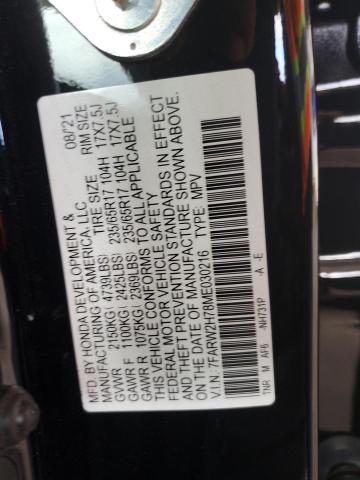 MFD. BY HONDA DEVELOPMENT & 08/21
MANUFACTURING OF AMERICA, LLC. TIRE SIZE RIM SIZE
GVWR 2150KG( 4739LBS)
GAWR F 1100KG( 2425LBS) 235/65R17 104H 17X7.5J
GAWR R 1075KG( 2369LBS) 235/65R17 104H 17X7.5J
THIS VEHICLE CONFORMS TO ALL APPLICABLE
FEDERAL MOTOR VEHICLE SAFETY
AND THEFT PREVENTION STANDARDS IN EFFECT ON THE
DATE OF MANUFACTURE SHOWN ABOVE.
V.I.N.: 7FARW2H78ME030216 TYPE: MPV
TNR M AF6 -NH731P -A -E